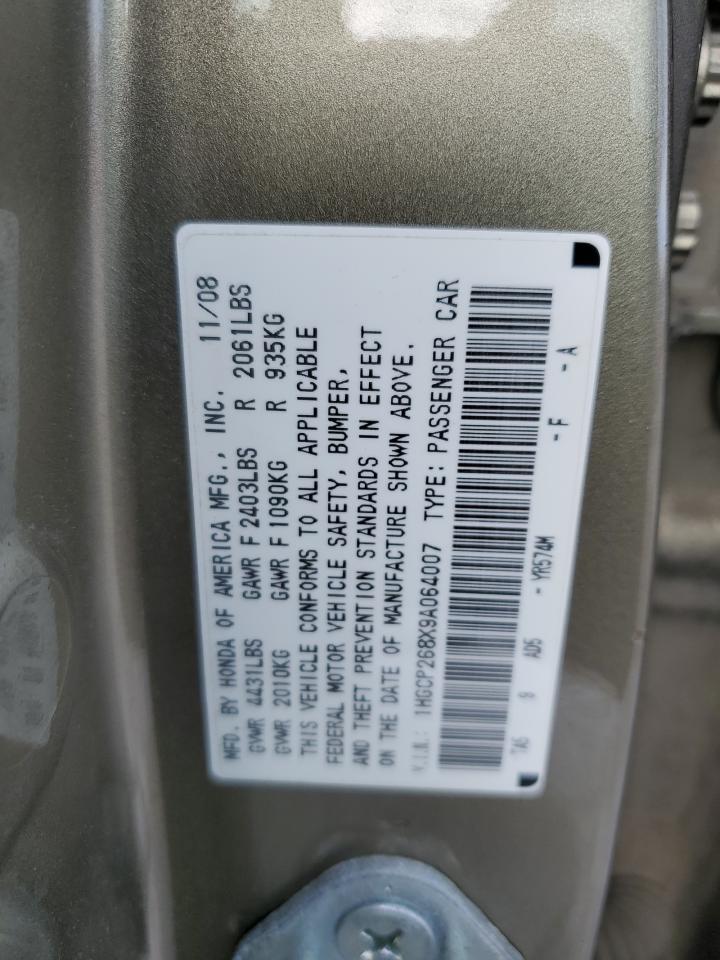 MFD. BY HONDA OF AMERICA MFG., INC. 11/08
GVWR 4431LBS GAWR F 2403LBS R 2061LBS
GVWR 2010KG GAWR F 1090KG R 935KG
THIS VEHICLE CONFORMS TO ALL APPLICABLE
FEDERAL MOTOR VEHICLE SAFETY, BUMPER,
AND THEFT PREVENTION STANDARDS IN EFFECT
ON THE DATE OF MANUFACTURE SHOWN ABOVE.
V.I.N.: 1HGCP268X9A064007 TYPE: PASSENGER CAR
TA5 9 AD5 - YR574M - F - A